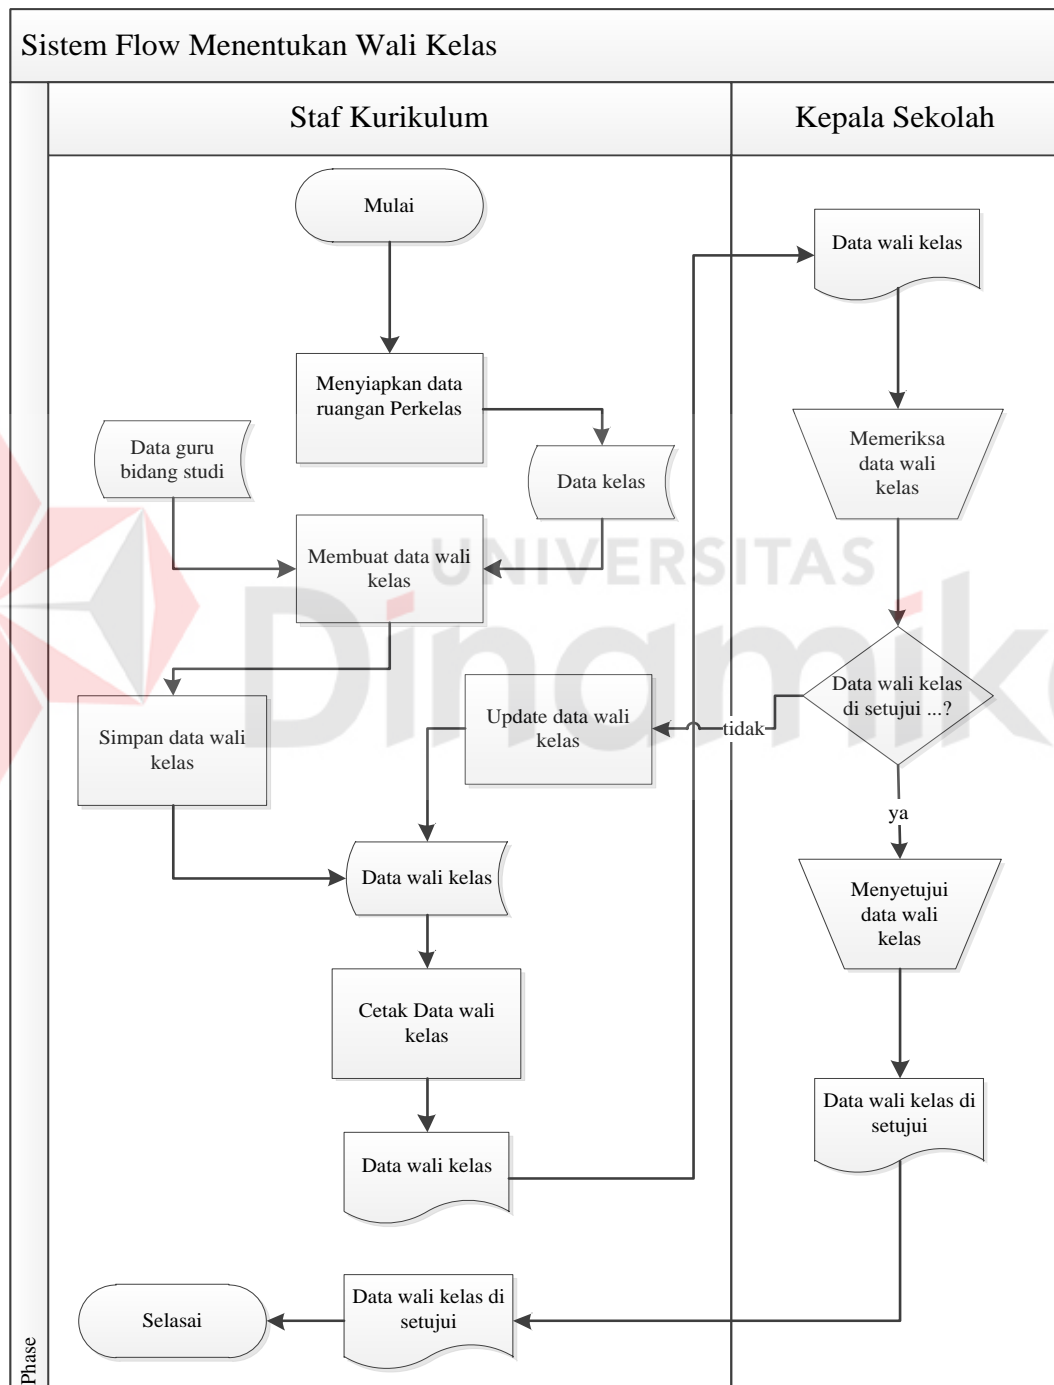 Sistem Flow Menentukan Wali Kelas
Staf Kurikulum
Kepala Sekolah
Mulai
Data wali kelas
Menyiapkan data
ruangan Perkelas
Memeriksa
data wali
kelas
Data guru
bidang studi
Data kelas
Membuat data wali
kelas
UNIVERSITAS
Dinamika
Data wali kelas
di setujui ...?
tidak
Update data wali
kelas
Simpan data wali
kelas
ya
Data wali kelas
Menyetujui
data wali
kelas
Cetak Data wali
kelas
Data wali kelas di
setujui
Data wali kelas
Data wali kelas di
setujui
Selasai
Phase